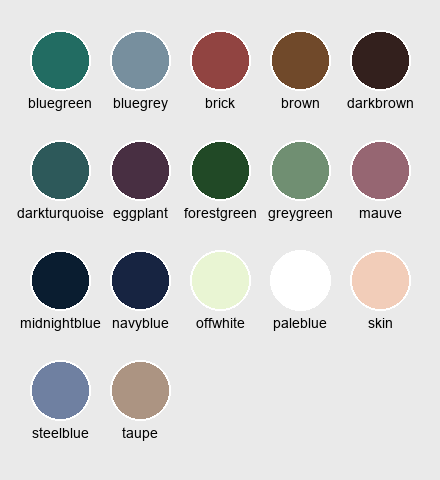 bluegreen bluegrey brick brown darkbrown
darkturquoise eggplant forestgreen greygreen mauve
midnightblue navyblue offwhite paleblue skin
steelblue taupe